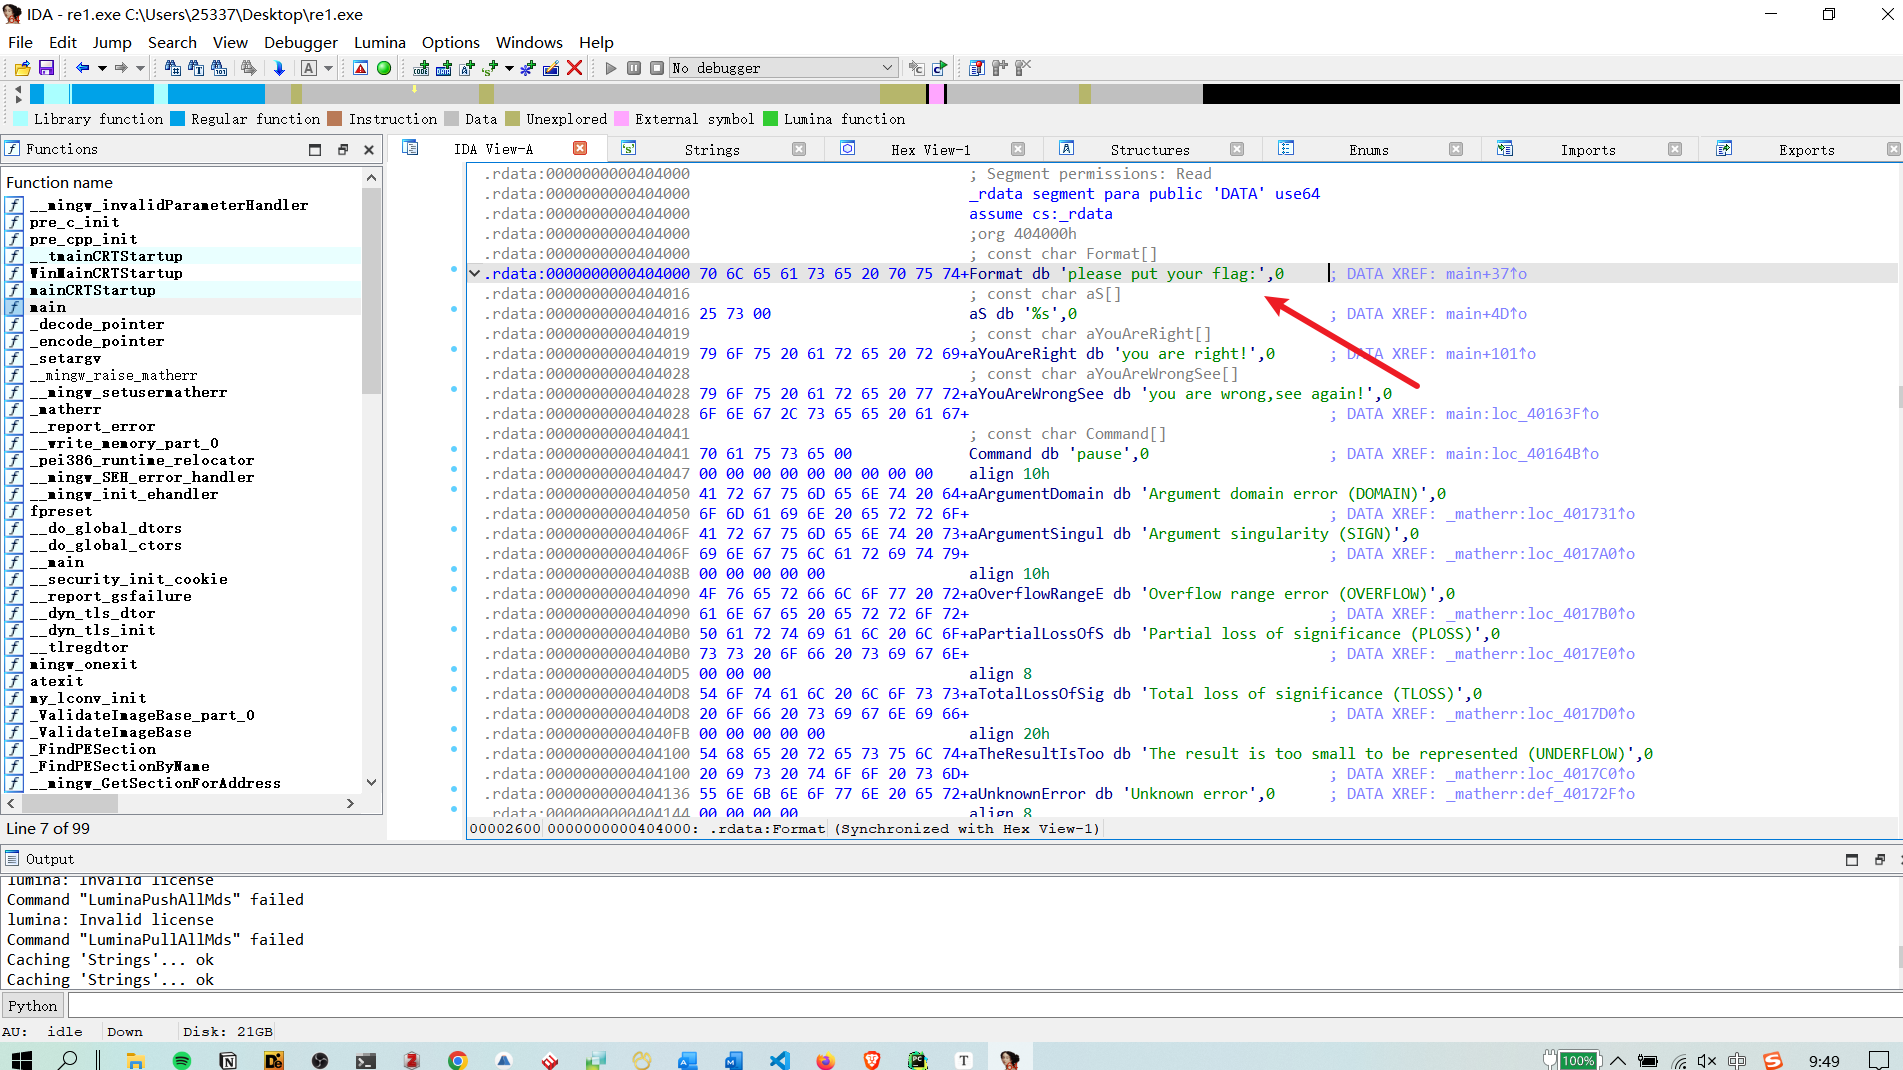 IDA - re1.exe C:\Users\25337\Desktop\re1.exe
File Edit Jump Search View Debugger Lumina Options Windows Help
No debugger
Library function Regular function Instruction Data Unexplored External symbol Lumina function
Functions
IDA View-A Strings Hex View-1 Structures Enums Imports Exports
Function name
__mingw_invalidParameterHandler
pre_c_init
pre_cpp_init
__tmainCRTStartup
WinMainCRTStartup
mainCRTStartup
main
_decode_pointer
_encode_pointer
_setargv
__mingw_raise_matherr
__mingw_setusermatherr
_matherr
__report_error
__write_memory_part_0
_pei386_runtime_relocator
__mingw_SEH_error_handler
__mingw_init_ehandler
fpreset
__do_global_dtors
__do_global_ctors
__main
__security_init_cookie
__report_gsfailure
__dyn_tls_dtor
__dyn_tls_init
__tlregdtor
mingw_onexit
atexit
my_lconv_init
_ValidateImageBase_part_0
_ValidateImageBase
_FindPESection
_FindPESectionByName
__mingw_GetSectionForAddress
Line 7 of 99
.rdata:0000000000404000 ; Segment permissions: Read
.rdata:0000000000404000 _rdata segment para public 'DATA' use64
.rdata:0000000000404000 assume cs:_rdata
.rdata:0000000000404000 ;org 404000h
.rdata:0000000000404000 ; const char Format[]
.rdata:0000000000404000 70 6C 65 61 73 65 20 70 75 74+Format db 'please put your flag:',0 ; DATA XREF: main+37↑o
.rdata:0000000000404016 ; const char aS[]
.rdata:0000000000404016 25 73 00 aS db '%s',0 ; DATA XREF: main+4D↑o
.rdata:0000000000404019 ; const char aYouAreRight[]
.rdata:0000000000404019 79 6F 75 20 61 72 65 20 72 69+aYouAreRight db 'you are right!',0 ; DATA XREF: main+101↑o
.rdata:0000000000404028 ; const char aYouAreWrongSee[]
.rdata:0000000000404028 79 6F 75 20 61 72 65 20 77 72+aYouAreWrongSee db 'you are wrong,see again!',0
.rdata:0000000000404028 6F 6E 67 2C 73 65 65 20 61 67+ ; DATA XREF: main:loc_40163F↑o
.rdata:0000000000404041 ; const char Command[]
.rdata:0000000000404041 70 61 75 73 65 00 Command db 'pause',0 ; DATA XREF: main:loc_40164B↑o
.rdata:0000000000404047 00 00 00 00 00 00 00 00 00 align 10h
.rdata:0000000000404050 41 72 67 75 6D 65 6E 74 20 64+aArgumentDomain db 'Argument domain error (DOMAIN)',0
.rdata:0000000000404050 6F 6D 61 69 6E 20 65 72 72 6F+ ; DATA XREF: _matherr:loc_401731↑o
.rdata:000000000040406F 41 72 67 75 6D 65 6E 74 20 73+aArgumentSingul db 'Argument singularity (SIGN)',0
.rdata:000000000040406F 69 6E 67 75 6C 61 72 69 74 79+ ; DATA XREF: _matherr:loc_4017A0↑o
.rdata:000000000040408B 00 00 00 00 00 align 10h
.rdata:0000000000404090 4F 76 65 72 66 6C 6F 77 20 72+aOverflowRangeE db 'Overflow range error (OVERFLOW)',0
.rdata:0000000000404090 61 6E 67 65 20 65 72 72 6F 72+ ; DATA XREF: _matherr:loc_4017B0↑o
.rdata:00000000004040B0 50 61 72 74 69 61 6C 20 6C 6F+aPartialLossOfS db 'Partial loss of significance (PLOSS)',0
.rdata:00000000004040B0 73 73 20 6F 66 20 73 69 67 6E+ ; DATA XREF: _matherr:loc_4017E0↑o
.rdata:00000000004040D5 00 00 00 align 8
.rdata:00000000004040D8 54 6F 74 61 6C 20 6C 6F 73 73+aTotalLossOfSig db 'Total loss of significance (TLOSS)',0
.rdata:00000000004040D8 20 6F 66 20 73 69 67 6E 69 66+ ; DATA XREF: _matherr:loc_4017D0↑o
.rdata:00000000004040FB 00 00 00 00 00 align 20h
.rdata:0000000000404100 54 68 65 20 72 65 73 75 6C 74+aTheResultIsToo db 'The result is too small to be represented (UNDERFLOW)',0
.rdata:0000000000404100 20 69 73 20 74 6F 6F 20 73 6D+ ; DATA XREF: _matherr:loc_4017C0↑o
.rdata:0000000000404136 55 6E 6B 6E 6F 77 6E 20 65 72+aUnknownError db 'Unknown error',0 ; DATA XREF: _matherr:def_40172F↑o
.rdata:0000000000404144 00 00 00 00 align 8
00002600 0000000000404000: .rdata:Format (Synchronized with Hex View-1)
Output
lumina: Invalid license
Command "LuminaPushAllMds" failed
lumina: Invalid license
Command "LuminaPullAllMds" failed
Caching 'Strings'... ok
Caching 'Strings'... ok
Python
AU: idle Down Disk: 21GB
100% 中 9:49